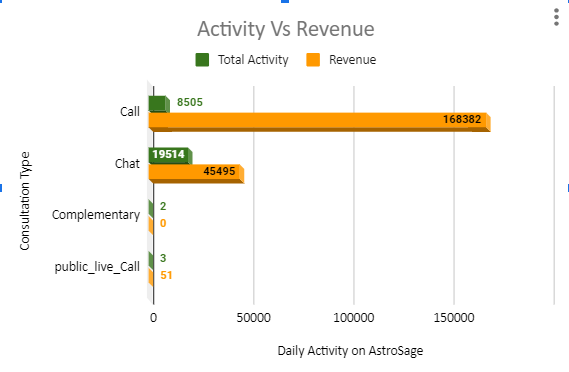 Activity Vs Revenue
Total Activity
Revenue
Consultation Type
Call
8505
168382
Chat
19514
45495
Complementary
2
0
public_live_Call
3
51
0
50000
100000
150000
Daily Activity on AstroSage